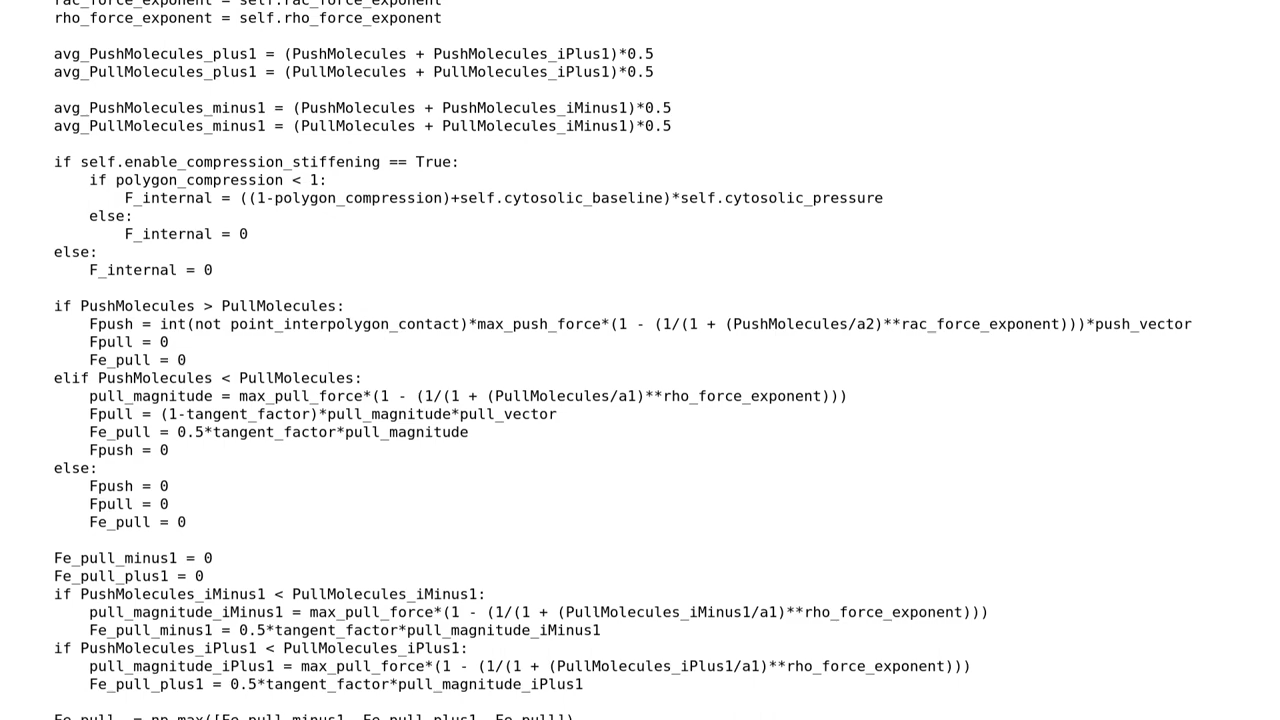 rac_force_exponent = self.rac_force_exponent
rho_force_exponent = self.rho_force_exponent
avg_PushMolecules_plus1 = (PushMolecules + PushMolecules_iPlus1)*0.5
avg_PullMolecules_plus1 = (PullMolecules + PullMolecules_iPlus1)*0.5
avg_PushMolecules_minus1 = (PushMolecules + PushMolecules_iMinus1)*0.5
avg_PullMolecules_minus1 = (PullMolecules + PullMolecules_iMinus1)*0.5
if self.enable_compression_stiffening == True:
    if polygon_compression < 1:
        F_internal = ((1-polygon_compression)+self.cytosolic_baseline)*self.cytosolic_pressure
    else:
        F_internal = 0
else:
    F_internal = 0
if PushMolecules > PullMolecules:
    Fpush = int(not point_interpolygon_contact)*max_push_force*(1 - (1/(1 + (PushMolecules/a2)**rac_force_exponent)))*push_vector
    Fpull = 0
    Fe_pull = 0
elif PushMolecules < PullMolecules:
    pull_magnitude = max_pull_force*(1 - (1/(1 + (PullMolecules/a1)**rho_force_exponent)))
    Fpull = (1-tangent_factor)*pull_magnitude*pull_vector
    Fe_pull = 0.5*tangent_factor*pull_magnitude
    Fpush = 0
else:
    Fpush = 0
    Fpull = 0
    Fe_pull = 0
Fe_pull_minus1 = 0
Fe_pull_plus1 = 0
if PushMolecules_iMinus1 < PullMolecules_iMinus1:
    pull_magnitude_iMinus1 = max_pull_force*(1 - (1/(1 + (PullMolecules_iMinus1/a1)**rho_force_exponent)))
    Fe_pull_minus1 = 0.5*tangent_factor*pull_magnitude_iMinus1
if PushMolecules_iPlus1 < PullMolecules_iPlus1:
    pull_magnitude_iPlus1 = max_pull_force*(1 - (1/(1 + (PullMolecules_iPlus1/a1)**rho_force_exponent)))
    Fe_pull_plus1 = 0.5*tangent_factor*pull_magnitude_iPlus1